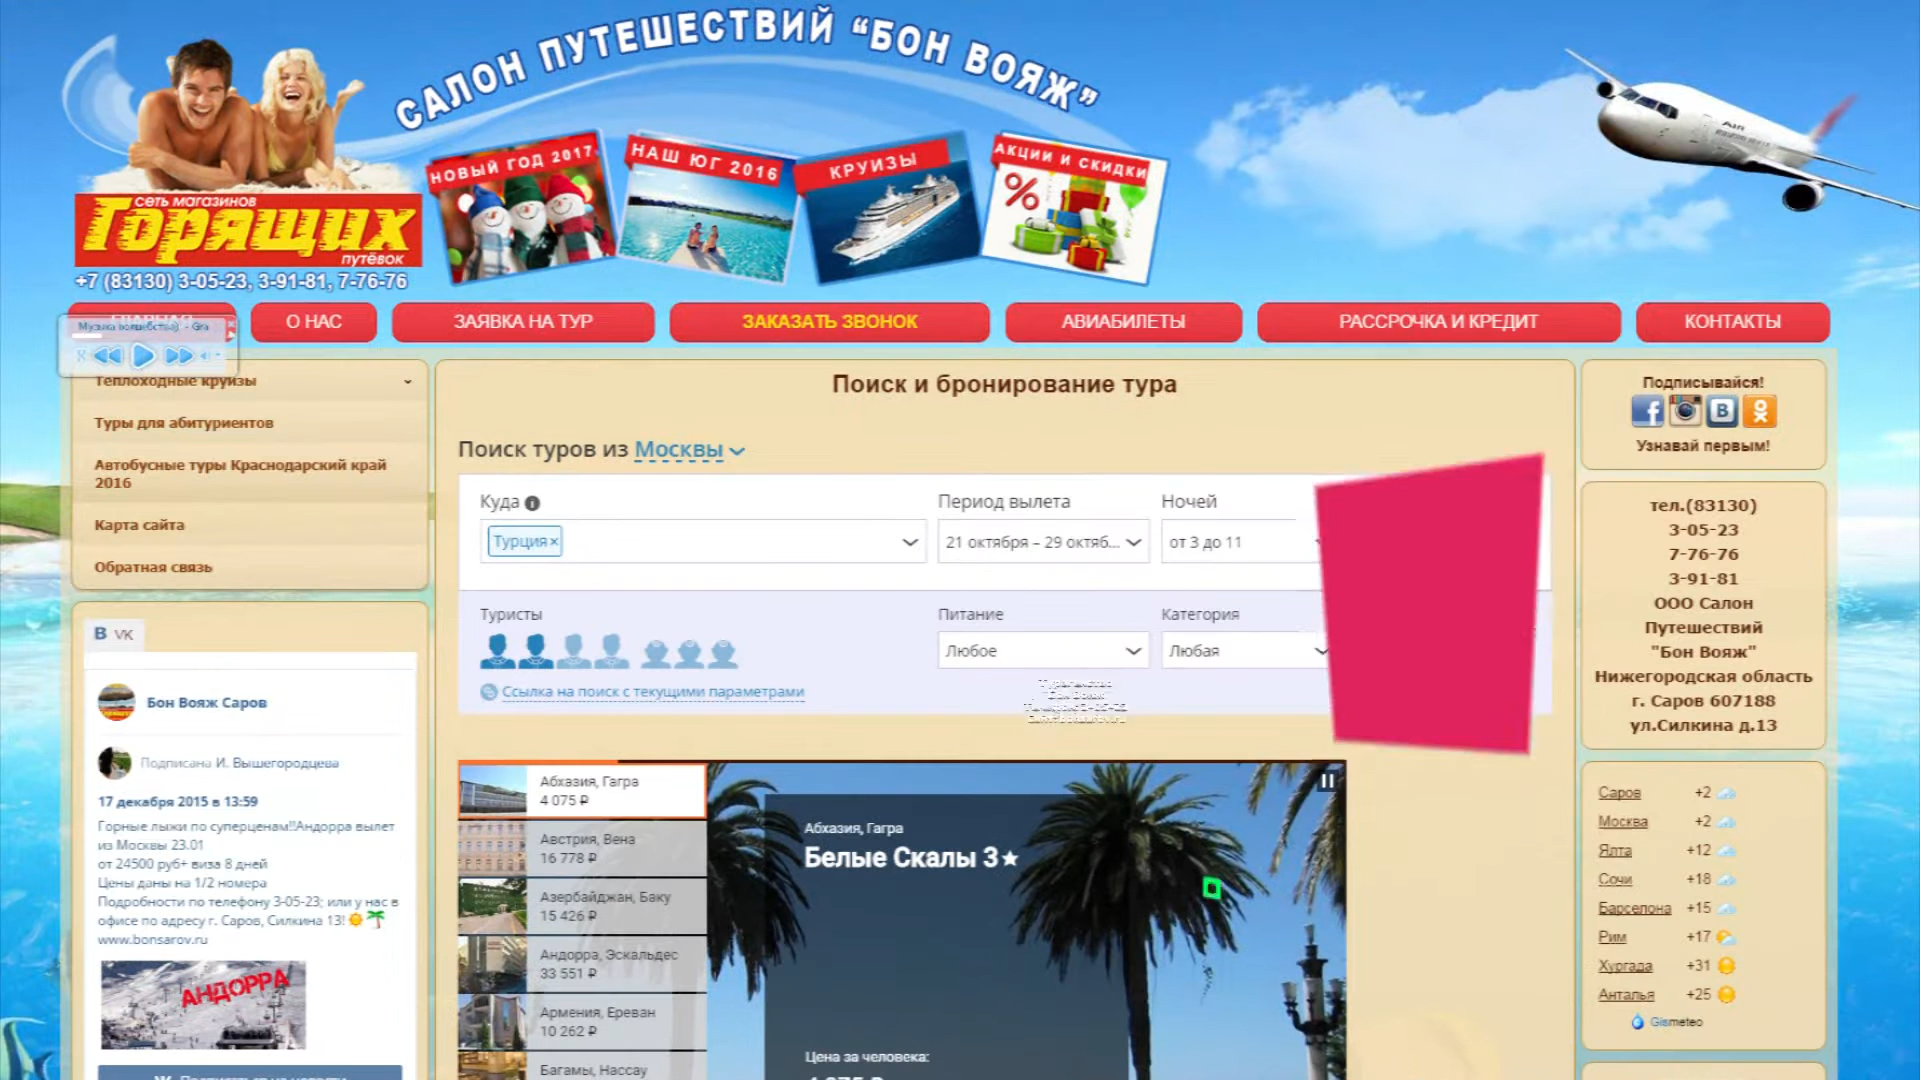 САЛОН ПУТЕШЕСТВИЙ "БОН ВОЯЖ"
НОВЫЙ ГОД 2017
НАШ ЮГ 2016
КРУИЗЫ
АКЦИИ И СКИДКИ
%
AIR
СЕТЬ МАГАЗИНОВ
Горящих
ПУТЁВОК
+7 (83130) 3-05-23, 3-91-81, 7-76-76
О НАС
ЗАЯВКА НА ТУР
ЗАКАЗАТЬ ЗВОНОК
АВИАБИЛЕТЫ
РАССРОЧКА И КРЕДИТ
КОНТАКТЫ
Теплоходные круизы
Туры для абитуриентов
Автобусные туры Краснодарский край
2016
Карта сайта
Обратная связь
В VK
Бон Вояж Саров
Подписана И. Вышегородцева
17 декабря 2015 в 13:59
Горные лыжи по суперценам!!Андорра вылет
из Москвы 23.01
от 24500 руб+ виза 8 дней
Цены даны на 1/2 номера
Подробности по телефону 3-05-23; или у нас в
офисе по адресу г. Саров, Силкина 13!
www.bonsarov.ru
АНДОРРА
Поиск и бронирование тура
Поиск туров из Москвы
Куда
Период вылета
Ночей
Турция×
21 октября – 29 октяб...
от 3 до 11
Туристы
Питание
Категория
Любое
Любая
Ссылка на поиск с текущими параметрами
Абхазия, Гагра
4 075 ₽
Австрия, Вена
16 778 ₽
Азербайджан, Баку
15 426 ₽
Андорра, Эскальдес
33 551 ₽
Армения, Ереван
10 262 ₽
Багамы, Нассау
Абхазия, Гагра
Белые Скалы 3★
Цена за человека:
Подписывайся!
Узнавай первым!
тел.(83130)
3-05-23
7-76-76
3-91-81
ООО Салон
Путешествий
"Бон Вояж"
Нижегородская область
г. Саров 607188
ул.Силкина д.13
Саров +2
Москва +2
Ялта +12
Сочи +18
Барселона +15
Рим +17
Хургада +31
Анталья +25
Gismeteo